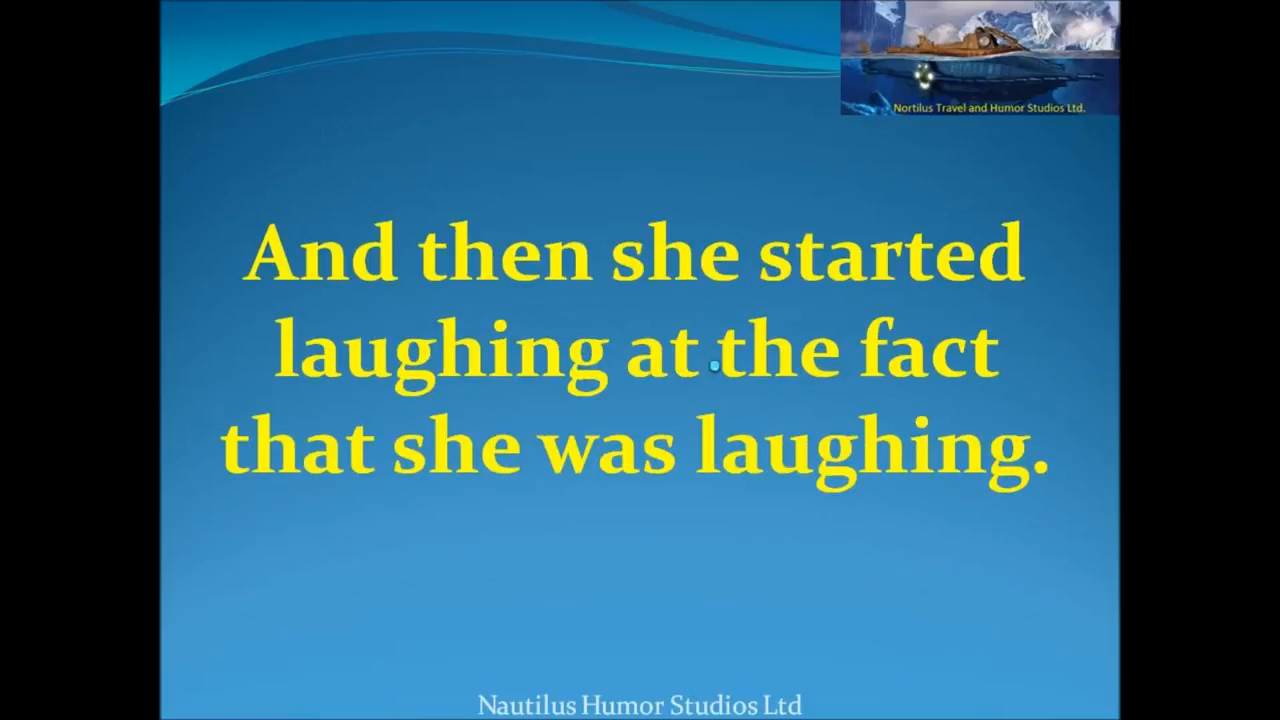 Nortilus Travel and Humor Studios Ltd.
And then she started
laughing at the fact
that she was laughing.
Nautilus Humor Studios Ltd